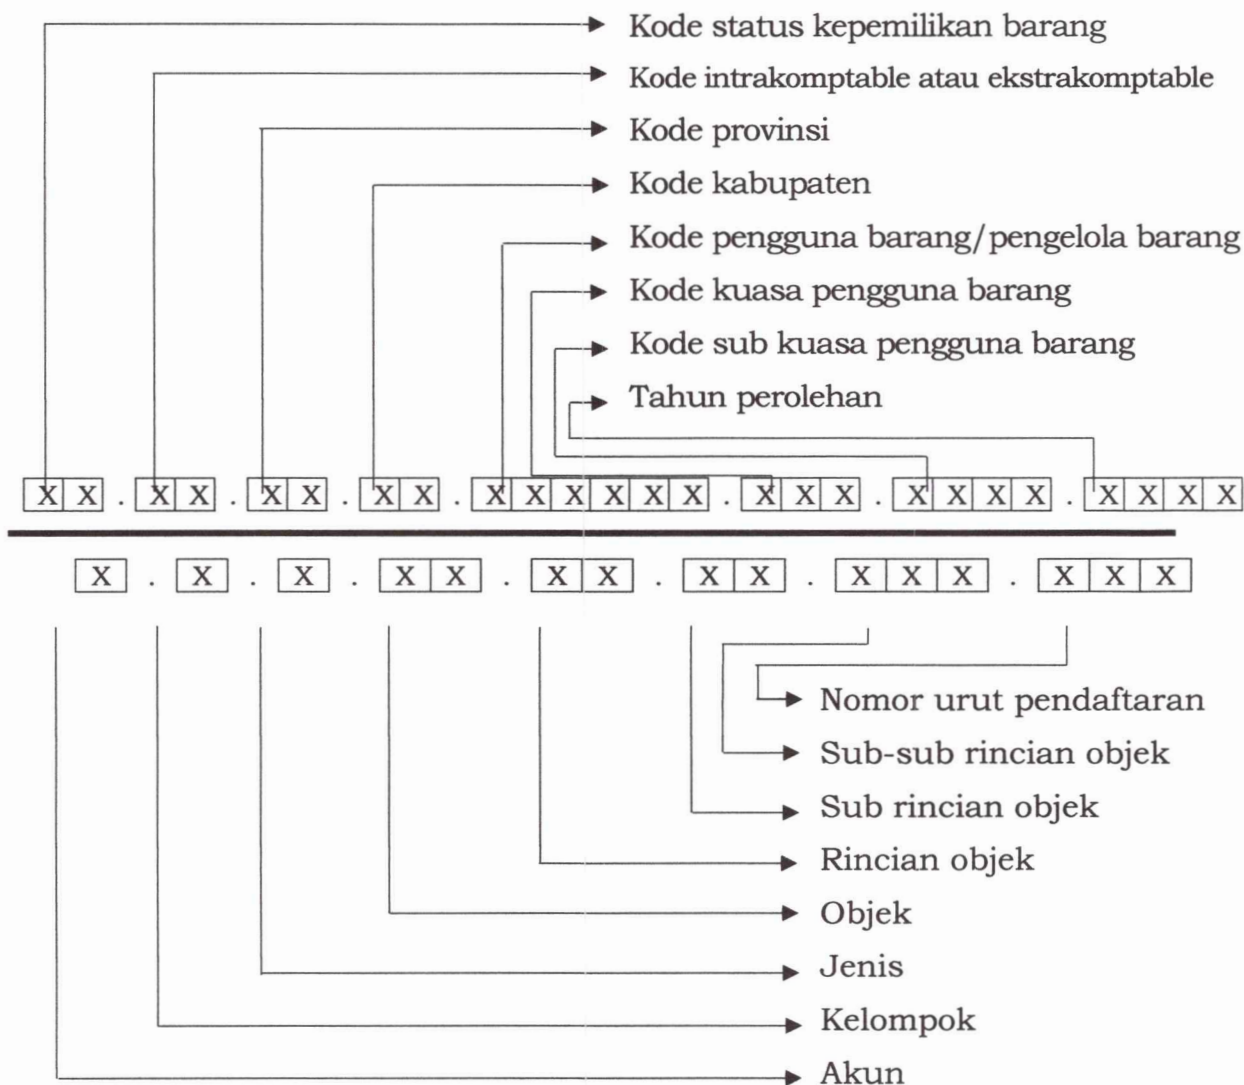 Kode status kepemilikan barang
Kode intrakomptable atau ekstrakomptable
Kode provinsi
Kode kabupaten
Kode pengguna barang/pengelola barang
Kode kuasa pengguna barang
Kode sub kuasa pengguna barang
Tahun perolehan
X X . X X . X X . X X . X X X X X X . X X X . X X X X . X X X X
X . X . X . X X . X X . X X . X X X . X X X
Nomor urut pendaftaran
Sub-sub rincian objek
Sub rincian objek
Rincian objek
Objek
Jenis
Kelompok
Akun